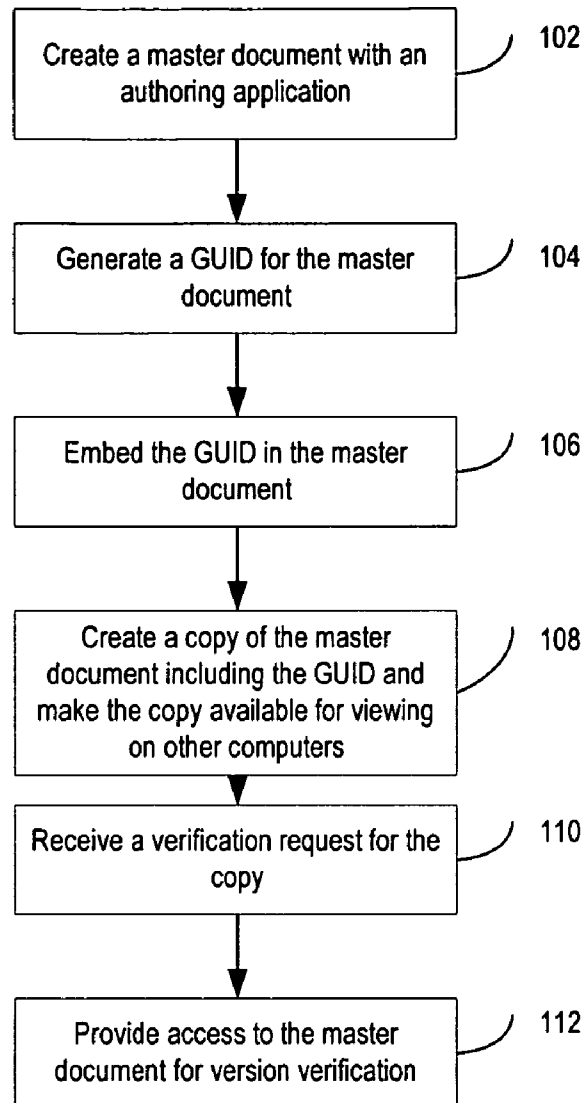 Create a master document with an
authoring application
102
Generate a GUID for the master
document
104
Embed the GUID in the master
document
106
Create a copy of the master
document including the GUID and
make the copy available for viewing
on other computers
108
Receive a verification request for the
copy
110
Provide access to the master
document for version verification
112